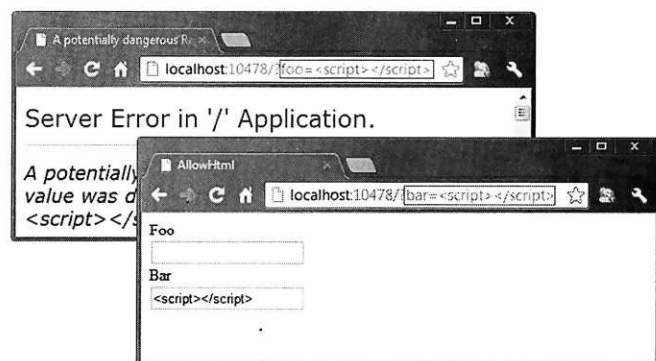 A potentially dangerous R
localhost:10478/?foo=<script></script>
Server Error in '/' Application.
A potentially
value was d
<script></s
AllowHtml
localhost:10478/?bar=<script></script>
Foo
Bar
<script></script>